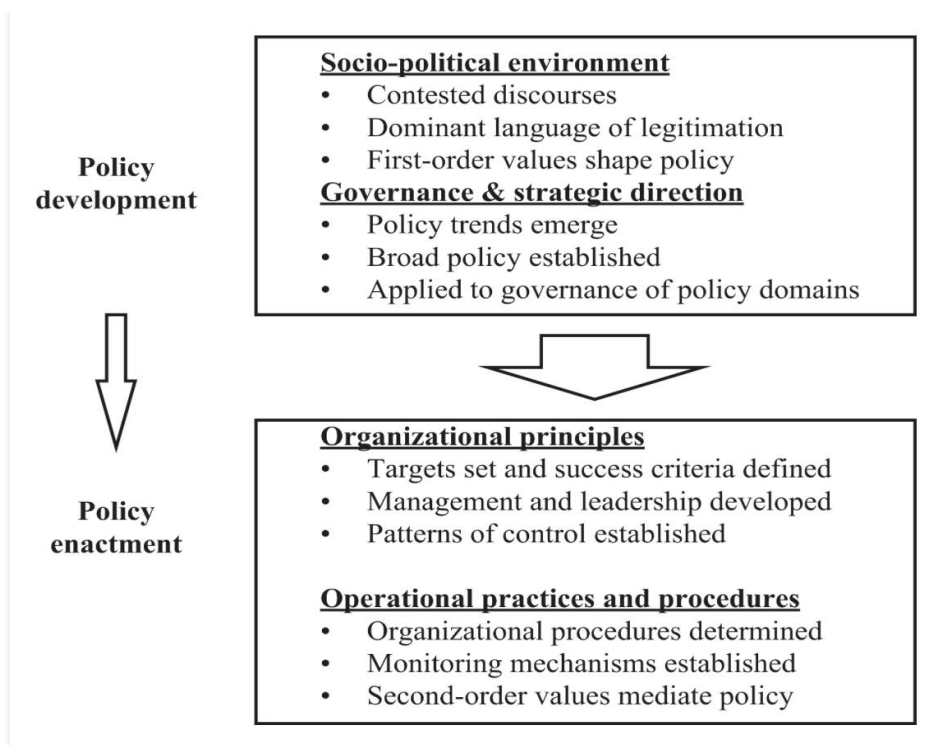 Socio-political environment
• Contested discourses
• Dominant language of legitimation
• First-order values shape policy
Policy
development
Governance & strategic direction
• Policy trends emerge
• Broad policy established
• Applied to governance of policy domains
Organizational principles
• Targets set and success criteria defined
• Management and leadership developed
• Patterns of control established
Policy
enactment
Operational practices and procedures
• Organizational procedures determined
• Monitoring mechanisms established
• Second-order values mediate policy